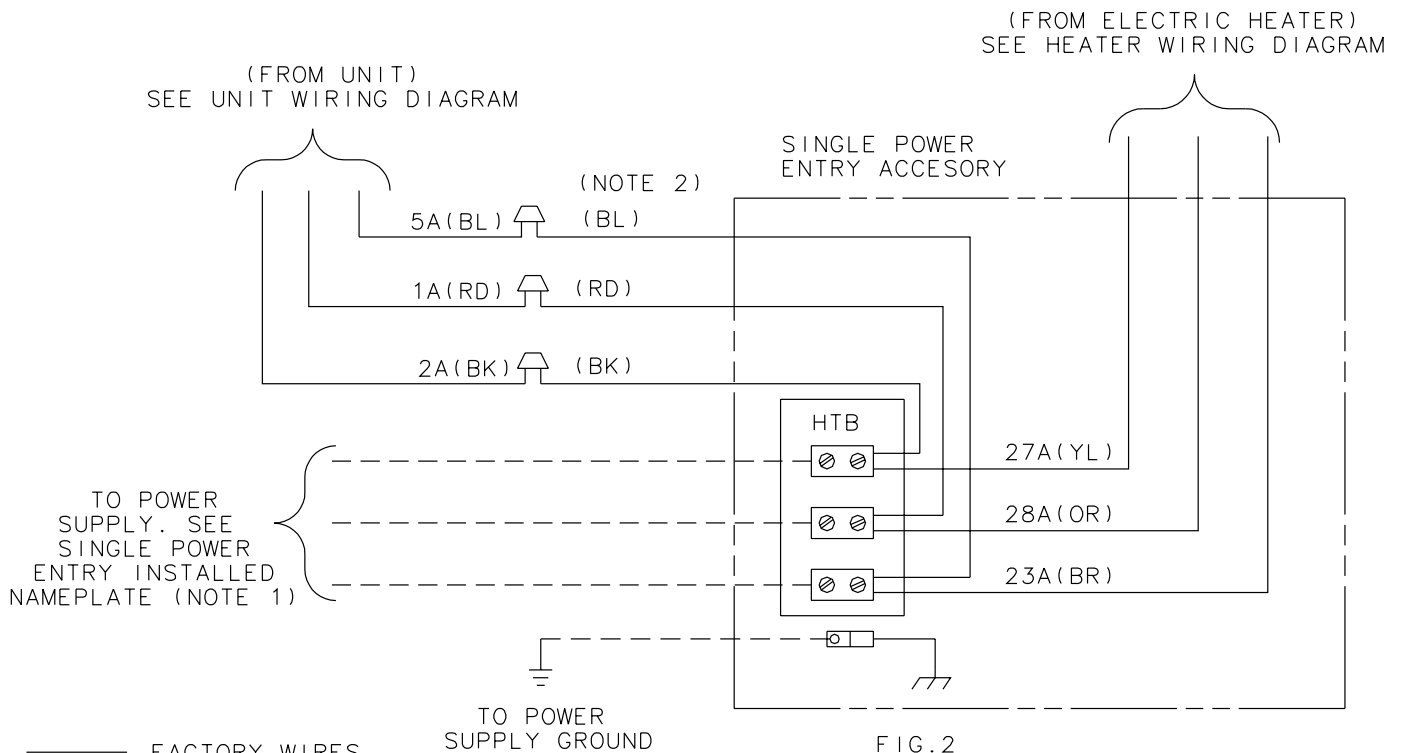 (FROM ELECTRIC HEATER)
SEE HEATER WIRING DIAGRAM
(FROM UNIT)
SEE UNIT WIRING DIAGRAM
SINGLE POWER
ENTRY ACCESORY
(NOTE 2)
5A(BL)
(BL)
1A(RD)
(RD)
2A(BK)
(BK)
HTB
27A(YL)
28A(OR)
23A(BR)
TO POWER
SUPPLY. SEE
SINGLE POWER
ENTRY INSTALLED
NAMEPLATE (NOTE 1)
TO POWER
SUPPLY GROUND
FIG.2
FACTORY WIRES